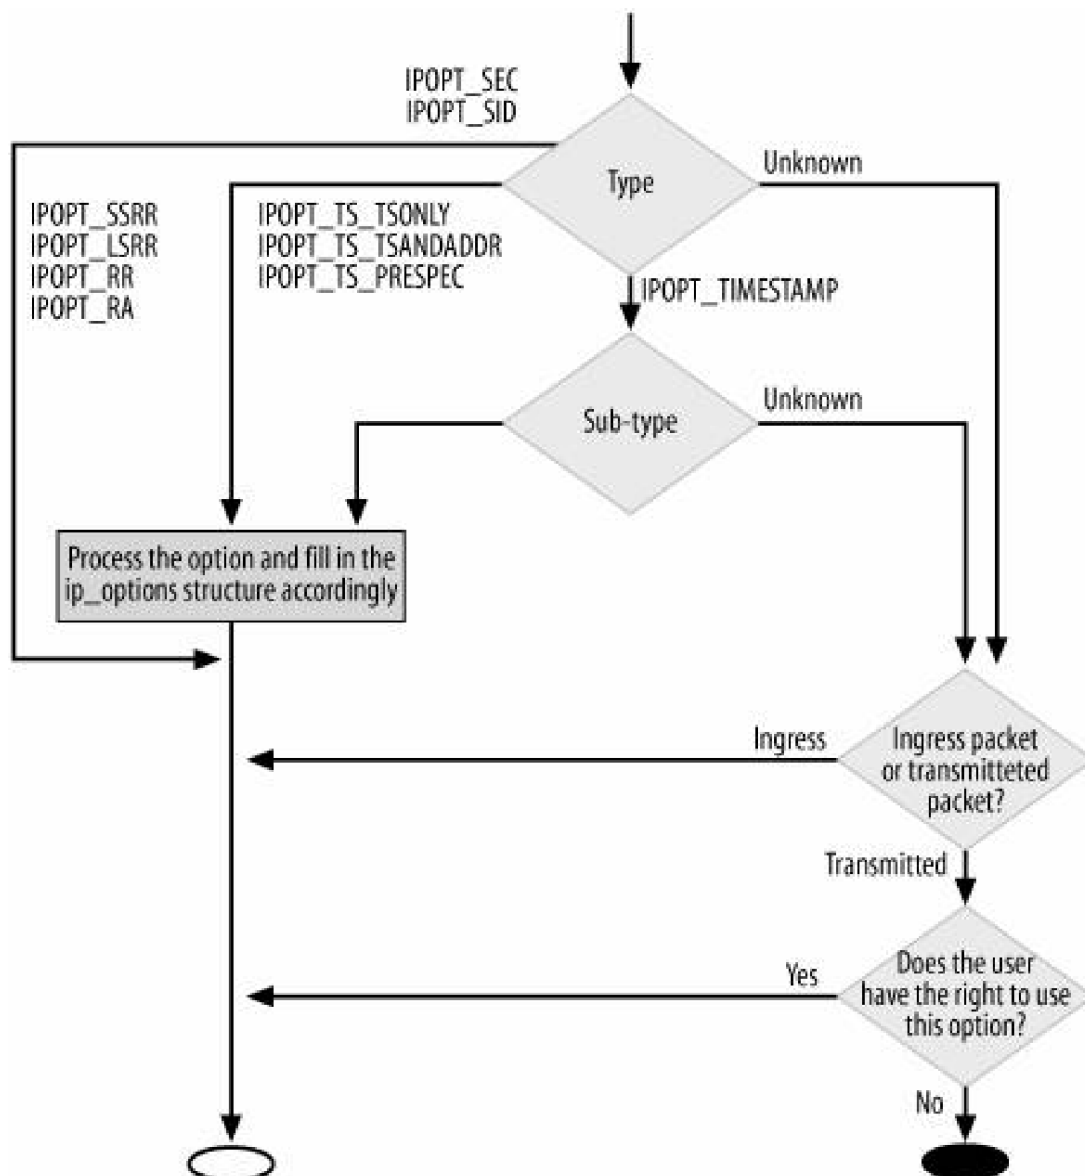 IPOPT_SEC
IPOPT_SID
Type
Unknown
IPOPT_SSRR
IPOPT_LSRR
IPOPT_RR
IPOPT_RA
IPOPT_TS_TSONLY
IPOPT_TS_TSANDADDR
IPOPT_TS_PRESPEC
IPOPT_TIMESTAMP
Sub-type
Unknown
Process the option and fill in the
ip_options structure accordingly
Ingress
Ingress packet
or transmitteted
packet?
Transmitted
Yes
Does the user
have the right to use
this option?
No